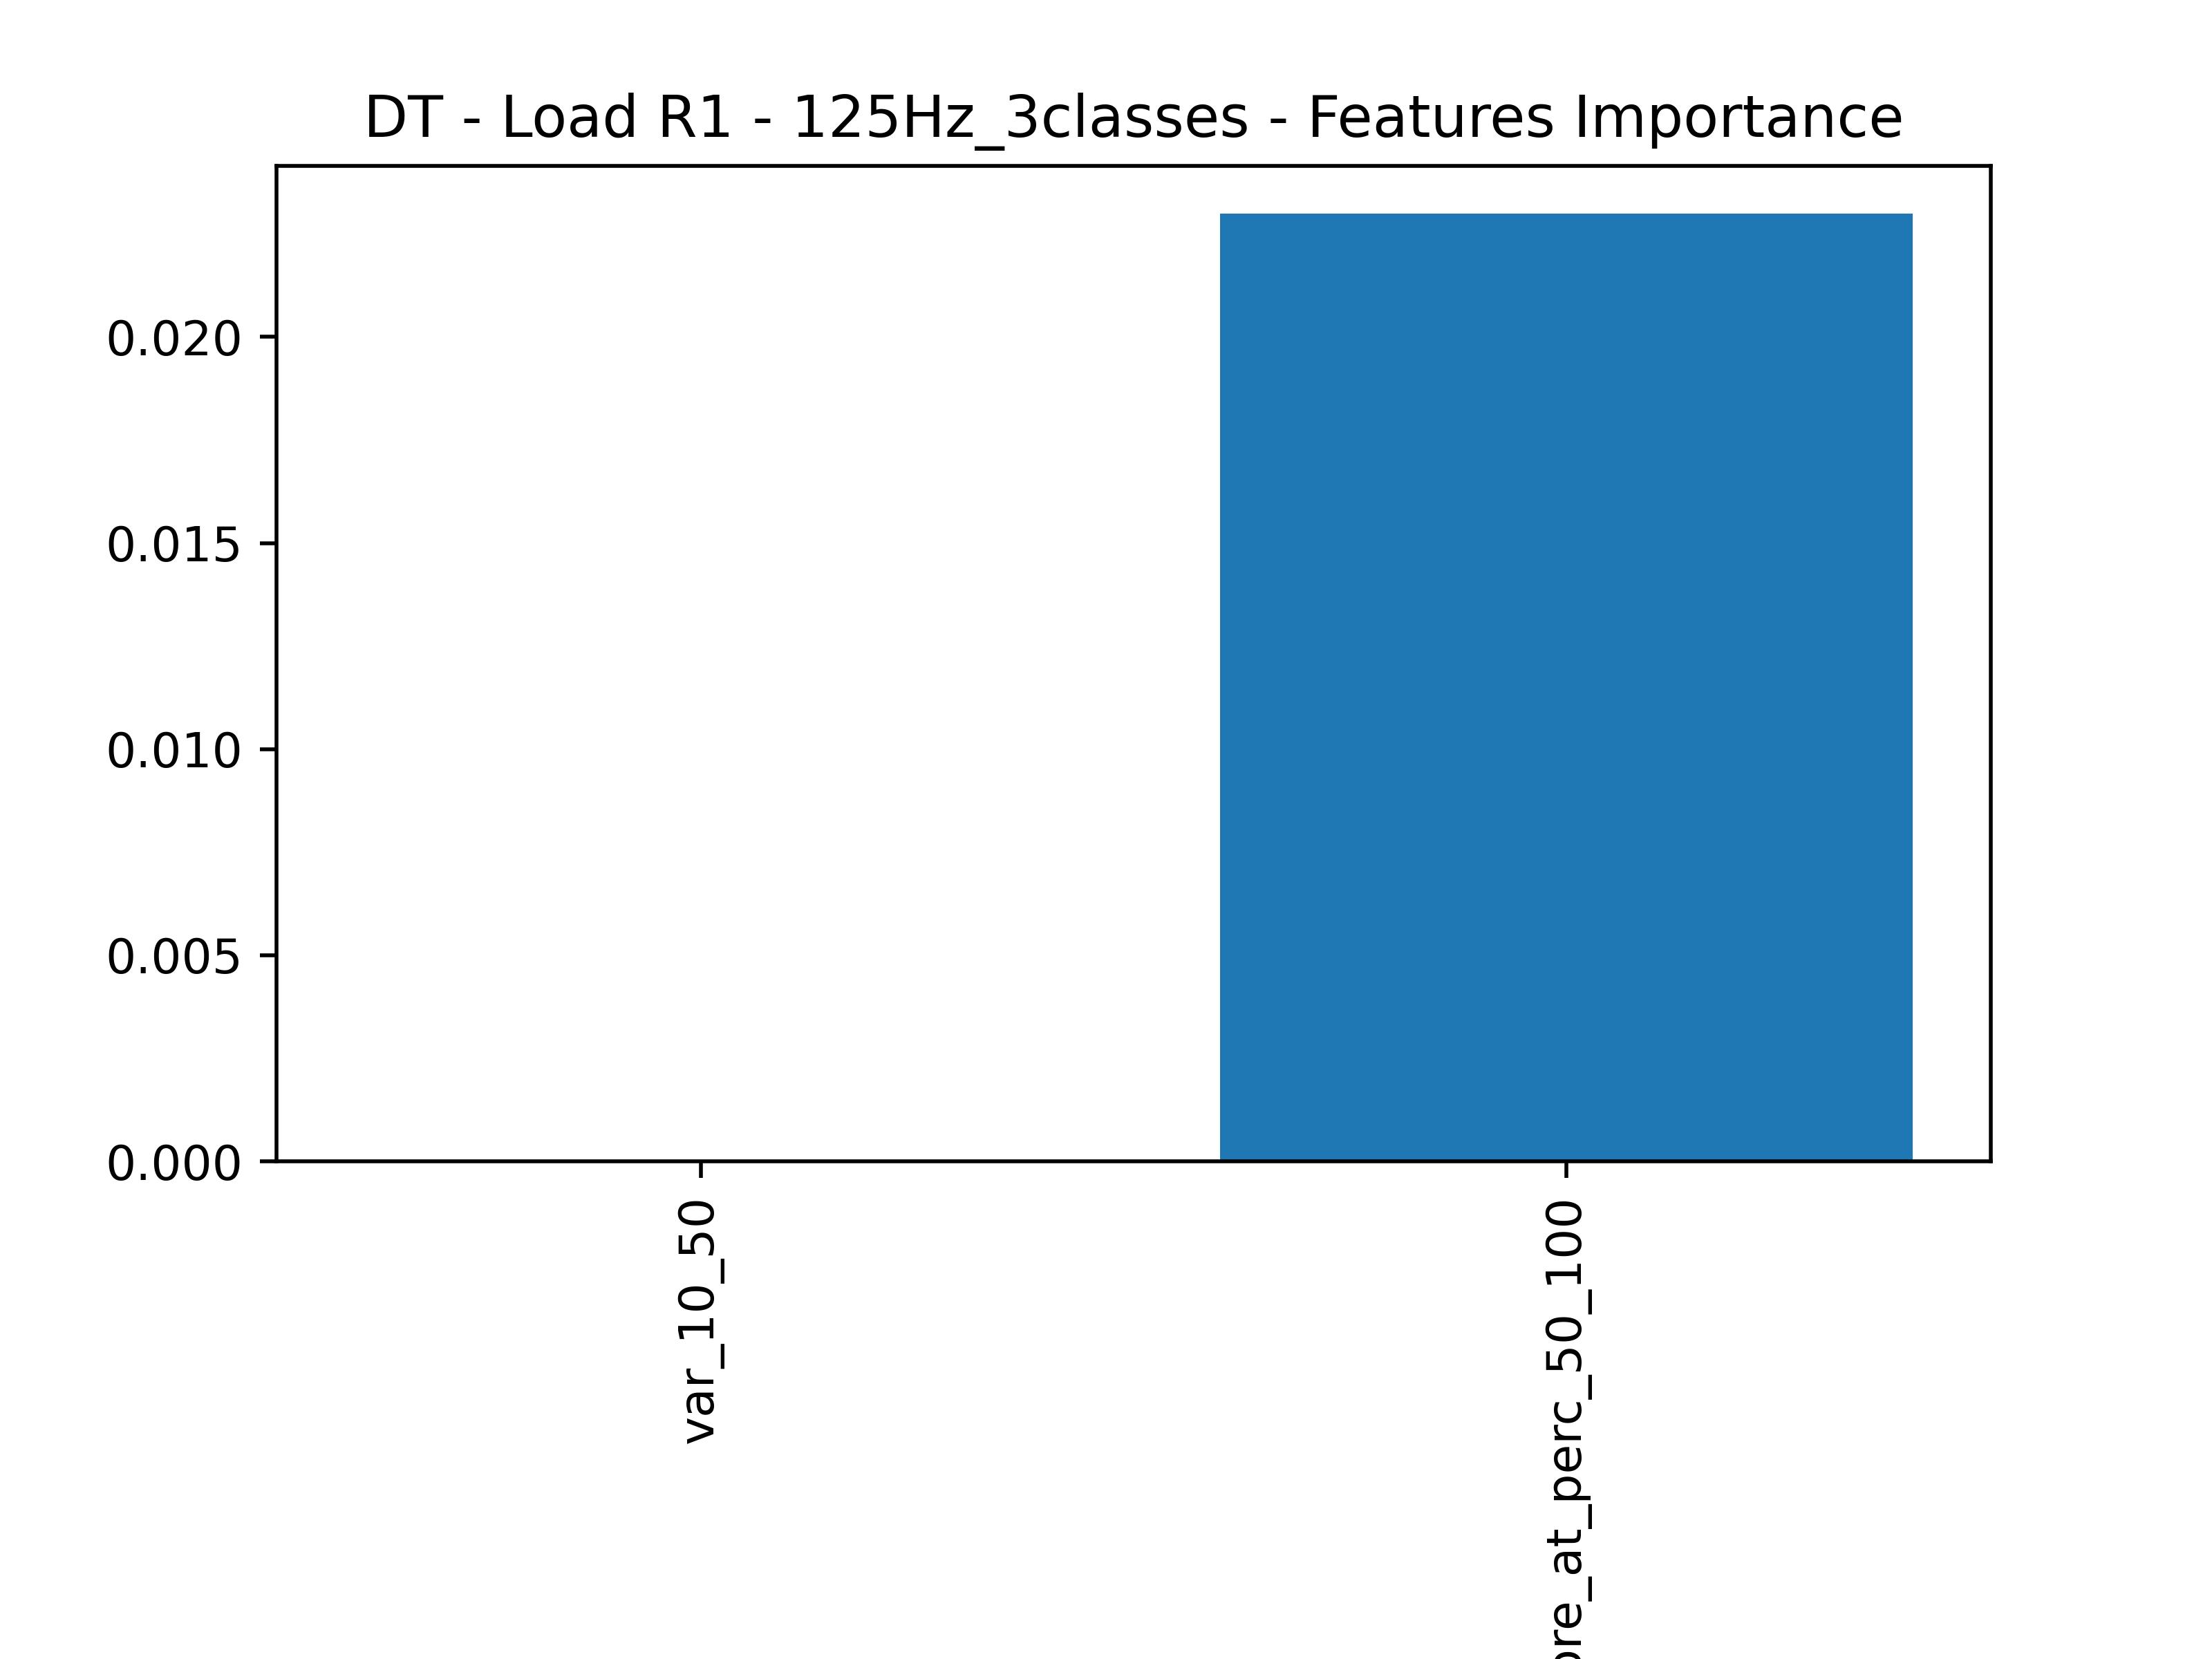 DT - Load R1 - 125Hz_3classes - Features Importance
0.020
0.015
0.010
0.005
0.000
var_10_50
ore_at_perc_50_100